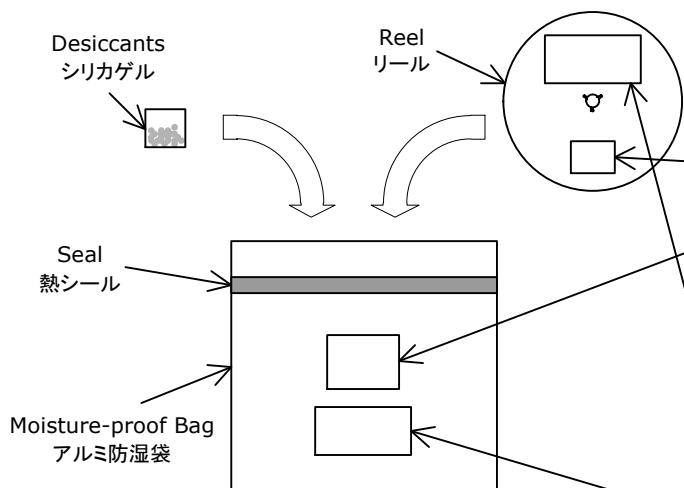 Desiccants
シリカゲル
Reel
リール
Seal
熱シール
Moisture-proof Bag
アルミ防湿袋